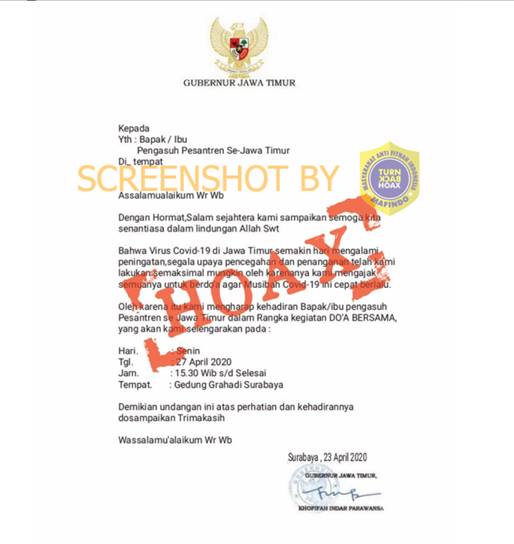 GUBERNUR JAWA TIMUR
Kepada
Yth : Bapak / Ibu
Pengasuh Pesantren Se-Jawa Timur
Di_ tempat
SCREENSHOT BY
MASYARAKAT ANTI FITNAH INDONESIA
TURN BACK HOAX
MAFINDO
Assalamualaikum Wr Wb
Dengan Hormat,Salam sejahtera kami sampaikan semoga kita
senantiasa dalam lindungan Allah Swt
HOAX
Bahwa Virus Covid-19 di Jawa Timur semakin hari mengalami
peningatan,segala upaya pencegahan dan penanganan telah kami
lakukan semaksimal mungkin oleh karenanya kami mengajak
semuanya untuk berdo'a agar Musibah Covid-19 ini cepat berlalu.
Oleh karena itu kami mengharap kehadiran Bapak/ibu pengasuh
Pesantren se Jawa Timur dalam Rangka kegiatan DO'A BERSAMA,
yang akan kami selengarakan pada :
Hari. : Senin
Tgl. : 27 April 2020
Jam. : 15.30 Wib s/d Selesai
Tempat. : Gedung Grahadi Surabaya
Demikian undangan ini atas perhatian dan kehadirannya
dosampaikan Trimakasih
Wassalamu'alaikum Wr Wb
Surabaya , 23 April 2020
GUBERNUR JAWA TIMUR,
KHOFIFAH INDAR PARAWANSA